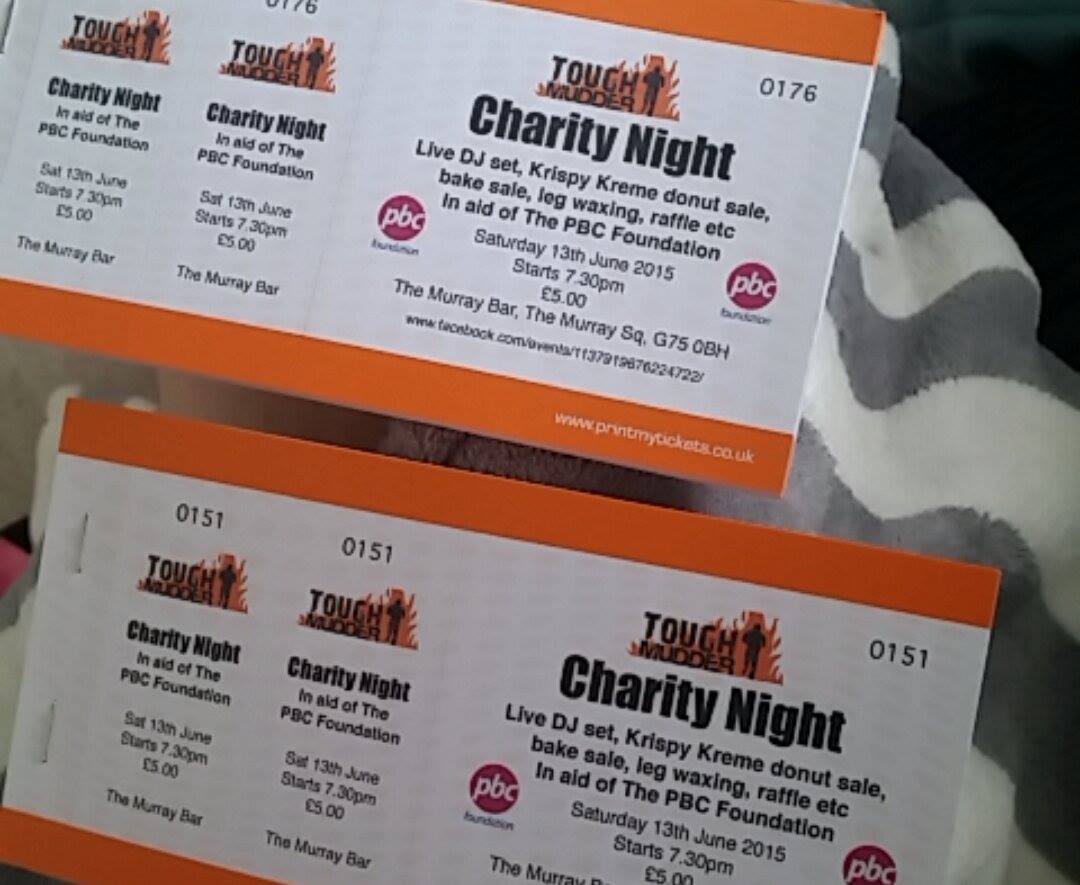 0176
TOUGH
MUDDER
Charity Night
In aid of The
PBC Foundation
Sat 13th June
Starts 7.30pm
£5.00
The Murray Bar
TOUGH
MUDDER
Charity Night
In aid of The
PBC Foundation
Sat 13th June
Starts 7.30pm
£5.00
The Murray Bar
TOUGH
MUDDER
0176
Charity Night
Live DJ set, Krispy Kreme donut sale,
bake sale, leg waxing, raffle etc
In aid of The PBC Foundation
pbc
foundation
Saturday 13th June 2015
Starts 7.30pm
£5.00
pbc
foundation
The Murray Bar, The Murray Sq, G75 0BH
www.facebook.com/events/1137919876224722/
www.printmytickets.co.uk
0151
TOUGH
MUDDER
Charity Night
In aid of The
PBC Foundation
Sat 13th June
Starts 7.30pm
£5.00
The Murray Bar
0151
TOUGH
MUDDER
Charity Night
In aid of The
PBC Foundation
Sat 13th June
Starts 7.30pm
£5.00
The Murray Bar
TOUGH
MUDDER
0151
Charity Night
Live DJ set, Krispy Kreme donut sale,
bake sale, leg waxing, raffle etc
In aid of The PBC Foundation
pbc
foundation
Saturday 13th June 2015
Starts 7.30pm
£5.00
pbc
The Murray